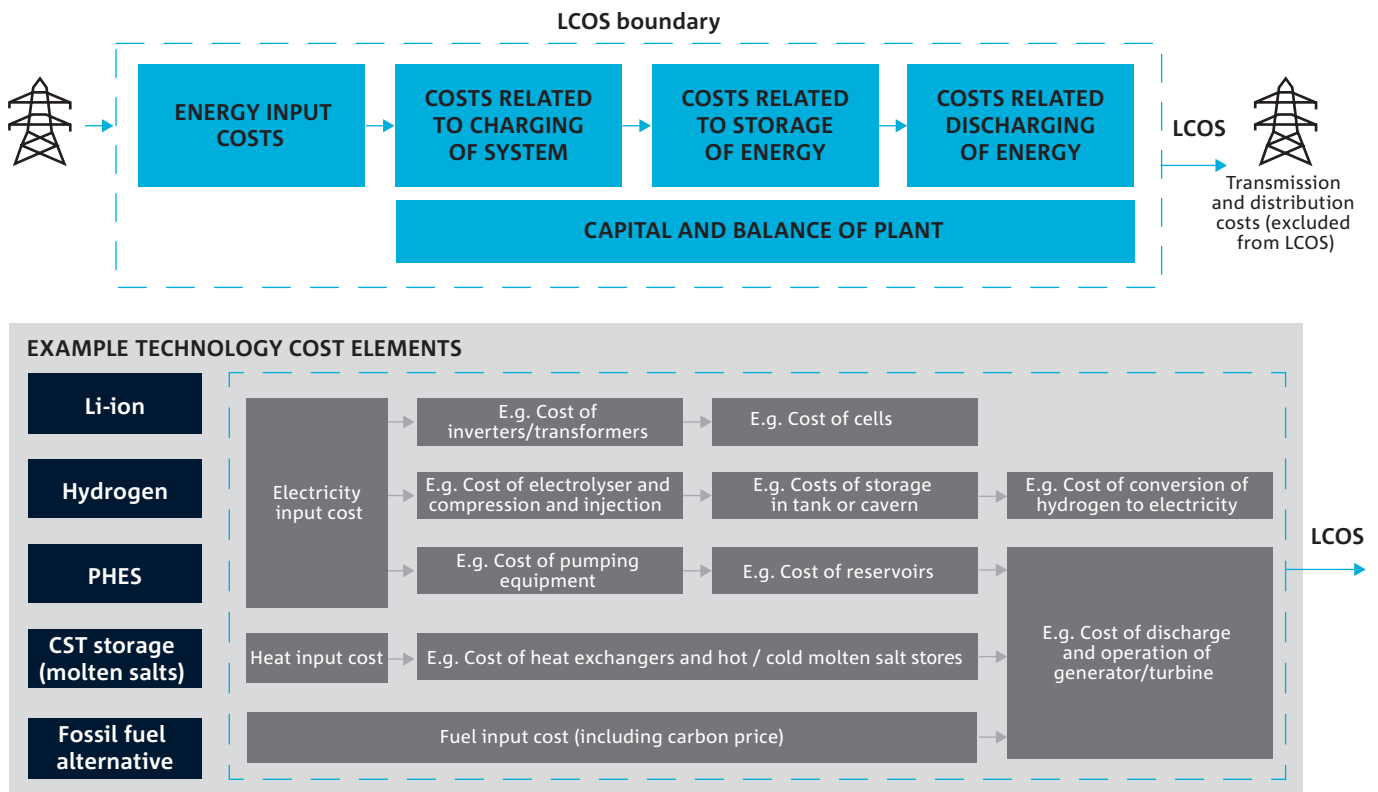 LCOS boundary
ENERGY INPUT
COSTS
COSTS RELATED
TO CHARGING
OF SYSTEM
COSTS RELATED
TO STORAGE
OF ENERGY
COSTS RELATED
DISCHARGING
OF ENERGY
CAPITAL AND BALANCE OF PLANT
LCOS
Transmission
and distribution
costs (excluded
from LCOS)
EXAMPLE TECHNOLOGY COST ELEMENTS
Li-ion
Hydrogen
PHES
CST storage
(molten salts)
Fossil fuel
alternative
Electricity
input cost
E.g. Cost of
inverters/transformers
E.g. Cost of cells
E.g. Cost of electrolyser and
compression and injection
E.g. Costs of storage
in tank or cavern
E.g. Cost of conversion of
hydrogen to electricity
E.g. Cost of pumping
equipment
E.g. Cost of reservoirs
Heat input cost
E.g. Cost of heat exchangers and hot / cold molten salt stores
E.g. Cost of discharge
and operation of
generator/turbine
Fuel input cost (including carbon price)
LCOS